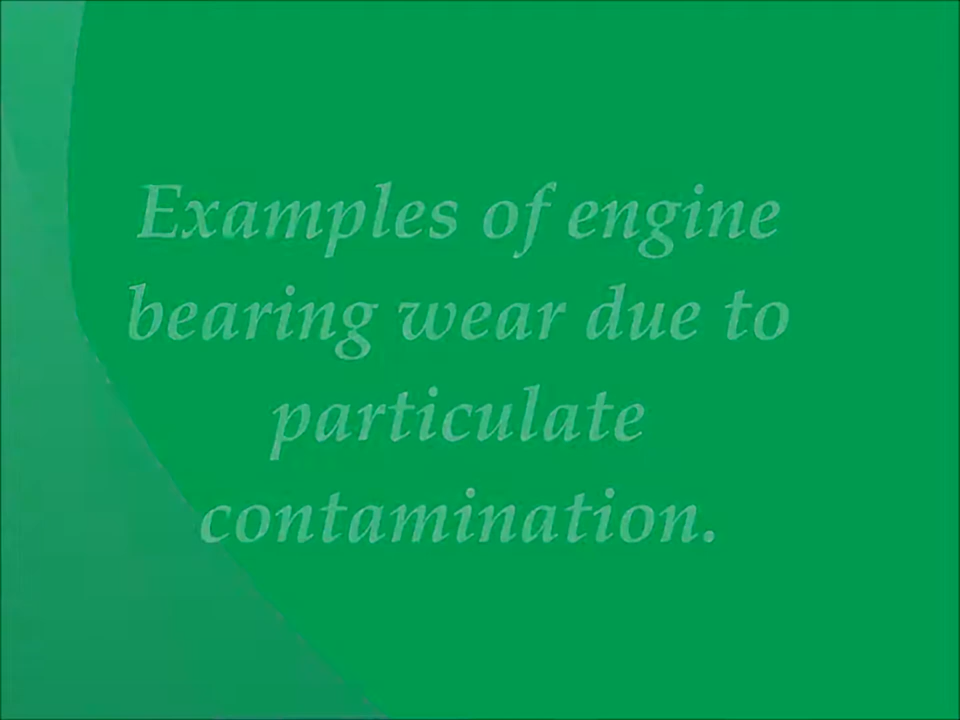 Examples of engine
bearing wear due to
particulate
contamination.